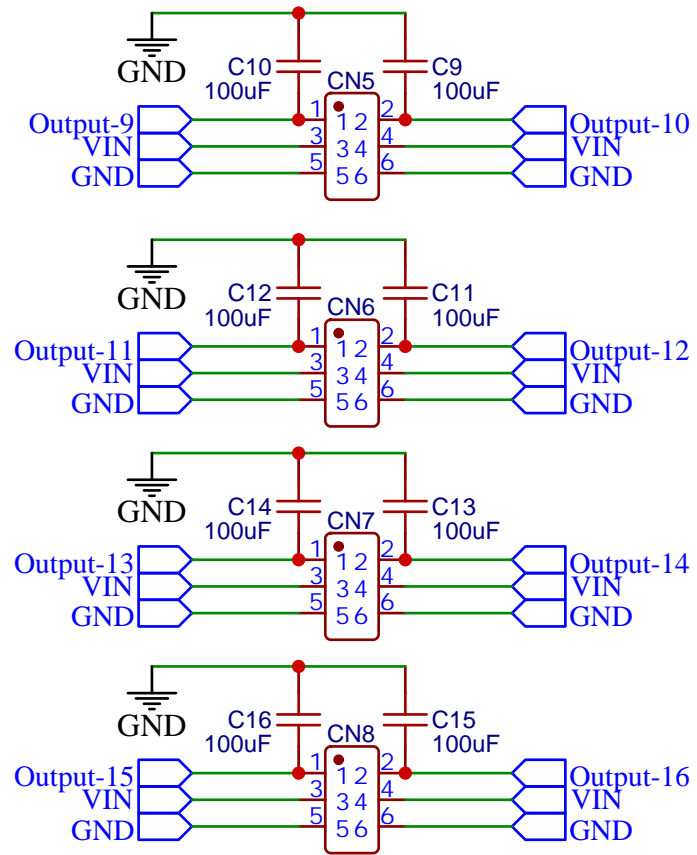 GND
C10
100uF
CN5
C9
100uF
Output-9
1
1 2
2
Output-10
VIN
3
3 4
4
VIN
GND
5
5 6
6
GND
GND
C12
100uF
CN6
C11
100uF
Output-11
1
1 2
2
Output-12
VIN
3
3 4
4
VIN
GND
5
5 6
6
GND
GND
C14
100uF
CN7
C13
100uF
Output-13
1
1 2
2
Output-14
VIN
3
3 4
4
VIN
GND
5
5 6
6
GND
GND
C16
100uF
CN8
C15
100uF
Output-15
1
1 2
2
Output-16
VIN
3
3 4
4
VIN
GND
5
5 6
6
GND